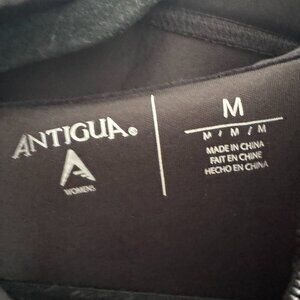 ANTIGUA®
WOMENS
M
M / M / M
MADE IN CHINA
FAIT EN CHINE
HECHO EN CHINA